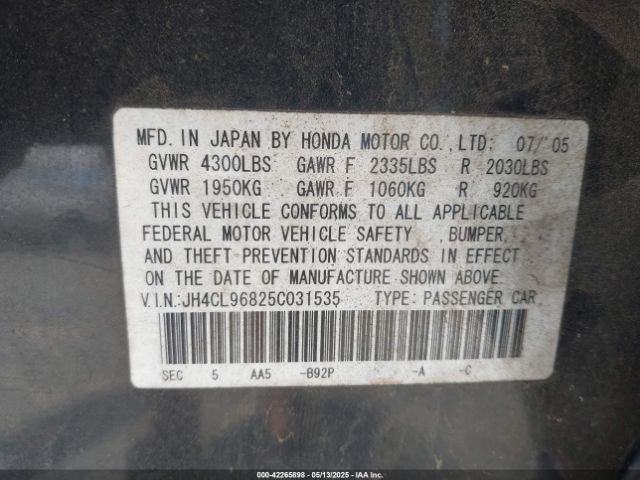 MFD. IN JAPAN BY HONDA MOTOR CO.,LTD: 07/'05
GVWR 4300LBS GAWR F 2335LBS R 2030LBS
GVWR 1950KG GAWR F 1060KG R 920KG
THIS VEHICLE CONFORMS TO ALL APPLICABLE
FEDERAL MOTOR VEHICLE SAFETY , BUMPER,
AND THEFT PREVENTION STANDARDS IN EFFECT
ON THE DATE OF MANUFACTURE SHOWN ABOVE.
V.I.N.:JH4CL96825C031535 TYPE: PASSENGER CAR
SEC 5 AA5 -B92P -A -C
000-42265898 - 05/13/2025 - IAA Inc.